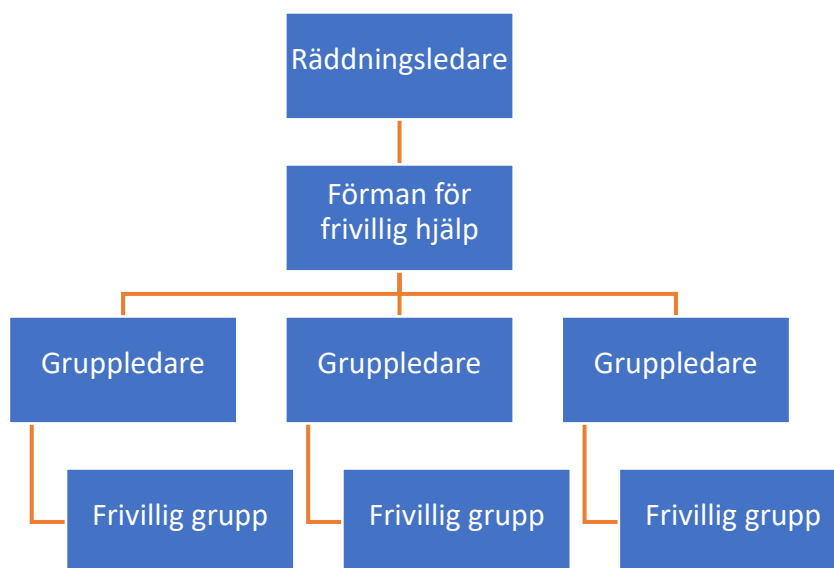 Räddningsledare
Förman för
frivillig hjälp
Gruppledare
Gruppledare
Gruppledare
Frivillig grupp
Frivillig grupp
Frivillig grupp